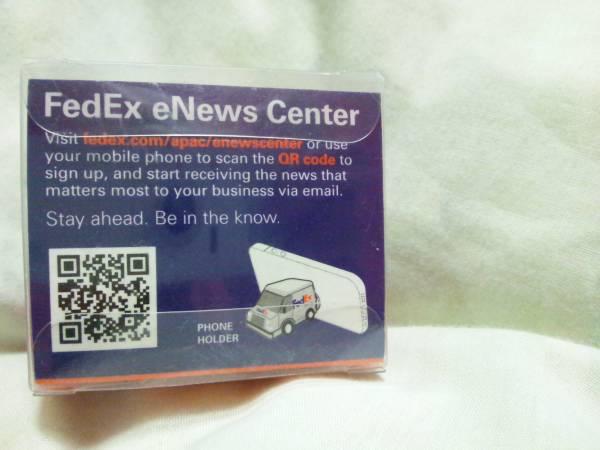 FedEx eNews Center
Visit fedex.com/apac/enewscenter or use
your mobile phone to scan the QR code to
sign up, and start receiving the news that
matters most to your business via email.
Stay ahead. Be in the know.
FedEx
PHONE
HOLDER